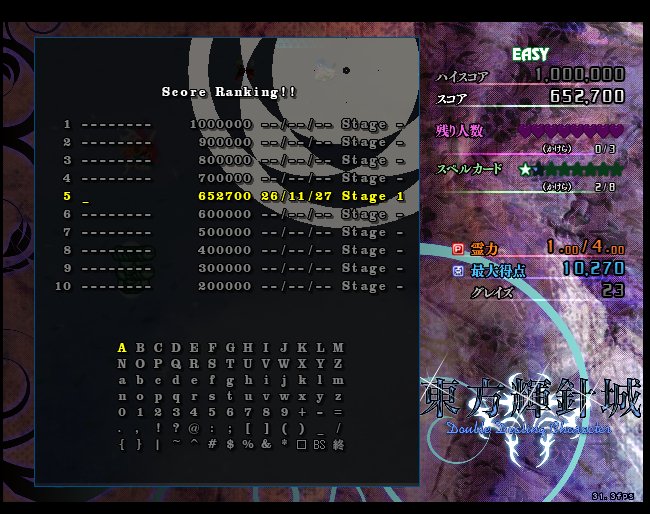 Score Ranking!!
1 -------- 1000000 --/--/-- Stage -
2 -------- 900000 --/--/-- Stage -
3 -------- 800000 --/--/-- Stage -
4 -------- 700000 --/--/-- Stage -
5 _ 652700 26/11/27 Stage 1
6 -------- 600000 --/--/-- Stage -
7 -------- 500000 --/--/-- Stage -
8 -------- 400000 --/--/-- Stage -
9 -------- 300000 --/--/-- Stage -
10 -------- 200000 --/--/-- Stage -
A B C D E F G H I J K L M
N O P Q R S T U V W X Y Z
a b c d e f g h i j k l m
n o p q r s t u v w x y z
0 1 2 3 4 5 6 7 8 9 + - =
. , ! ? @ : ; [ ] ( ) _ /
{ } | ~ ^ # $ % & * □ BS 終
EASY
ハイスコア 1,000,000
スコア 652,700
残り人数
(かけら) 0/3
スペルカード
(かけら) 2/8
P 霊力 1.00/4.00
最大得点 10,270
グレイズ 23
東方輝針城
Double Dealing Character
31.3fps